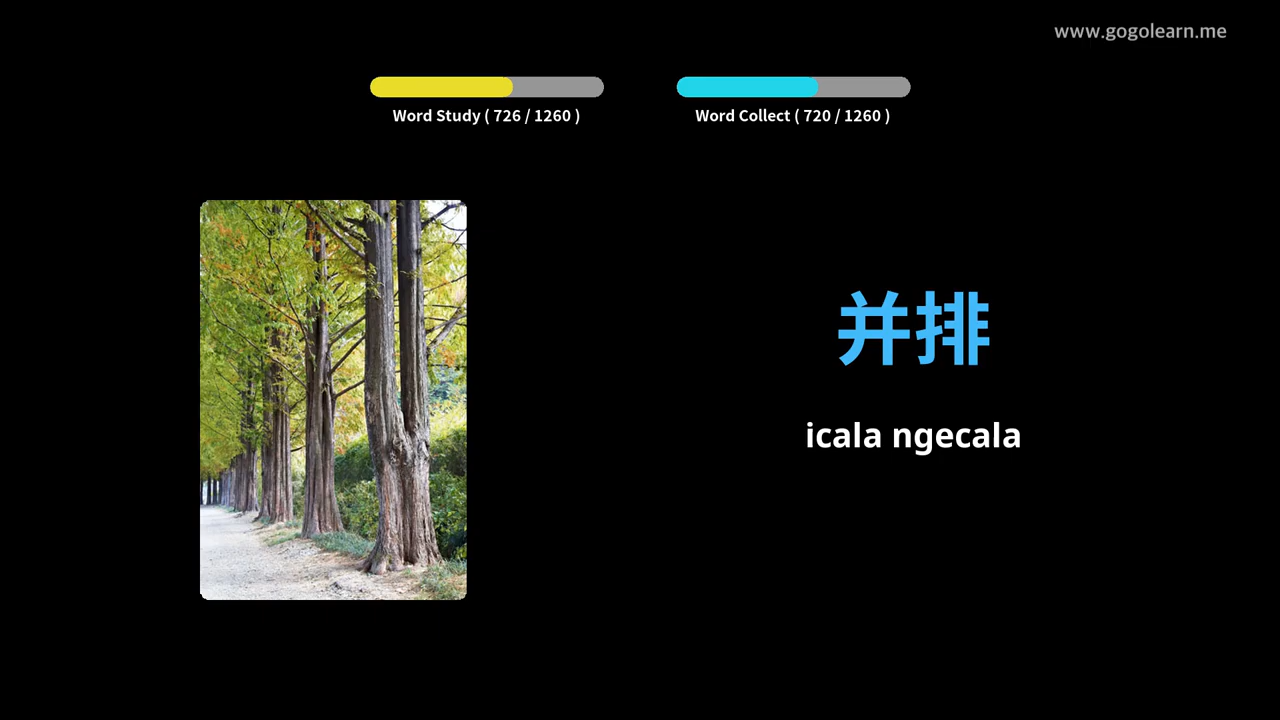 www.gogolearn.me
Word Study ( 726 / 1260 )
Word Collect ( 720 / 1260 )
并排
icala ngecala